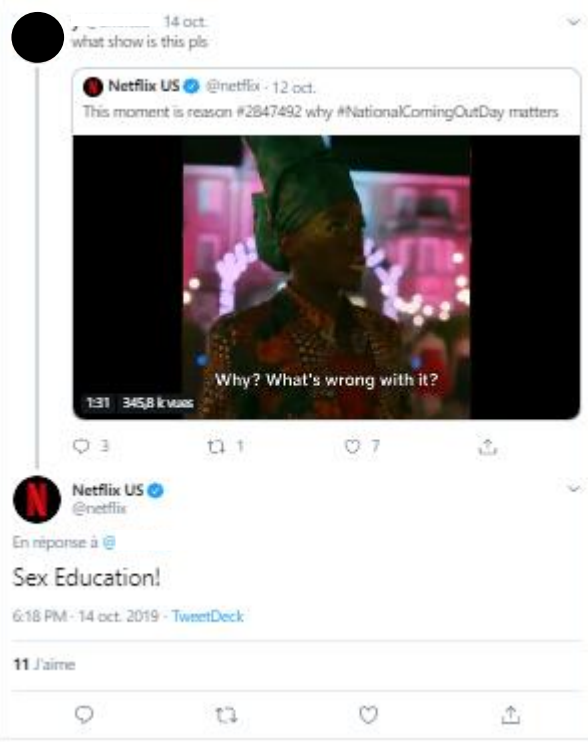 14 oct.
what show is this pls
Netflix US @netflix · 12 oct.
This moment is reason #2847492 why #NationalComingOutDay matters
Why? What's wrong with it?
1:31 345,8 k vues
3 1 7
Netflix US
@netflix
En réponse à @
Sex Education!
6:18 PM · 14 oct. 2019 · TweetDeck
11 J'aime